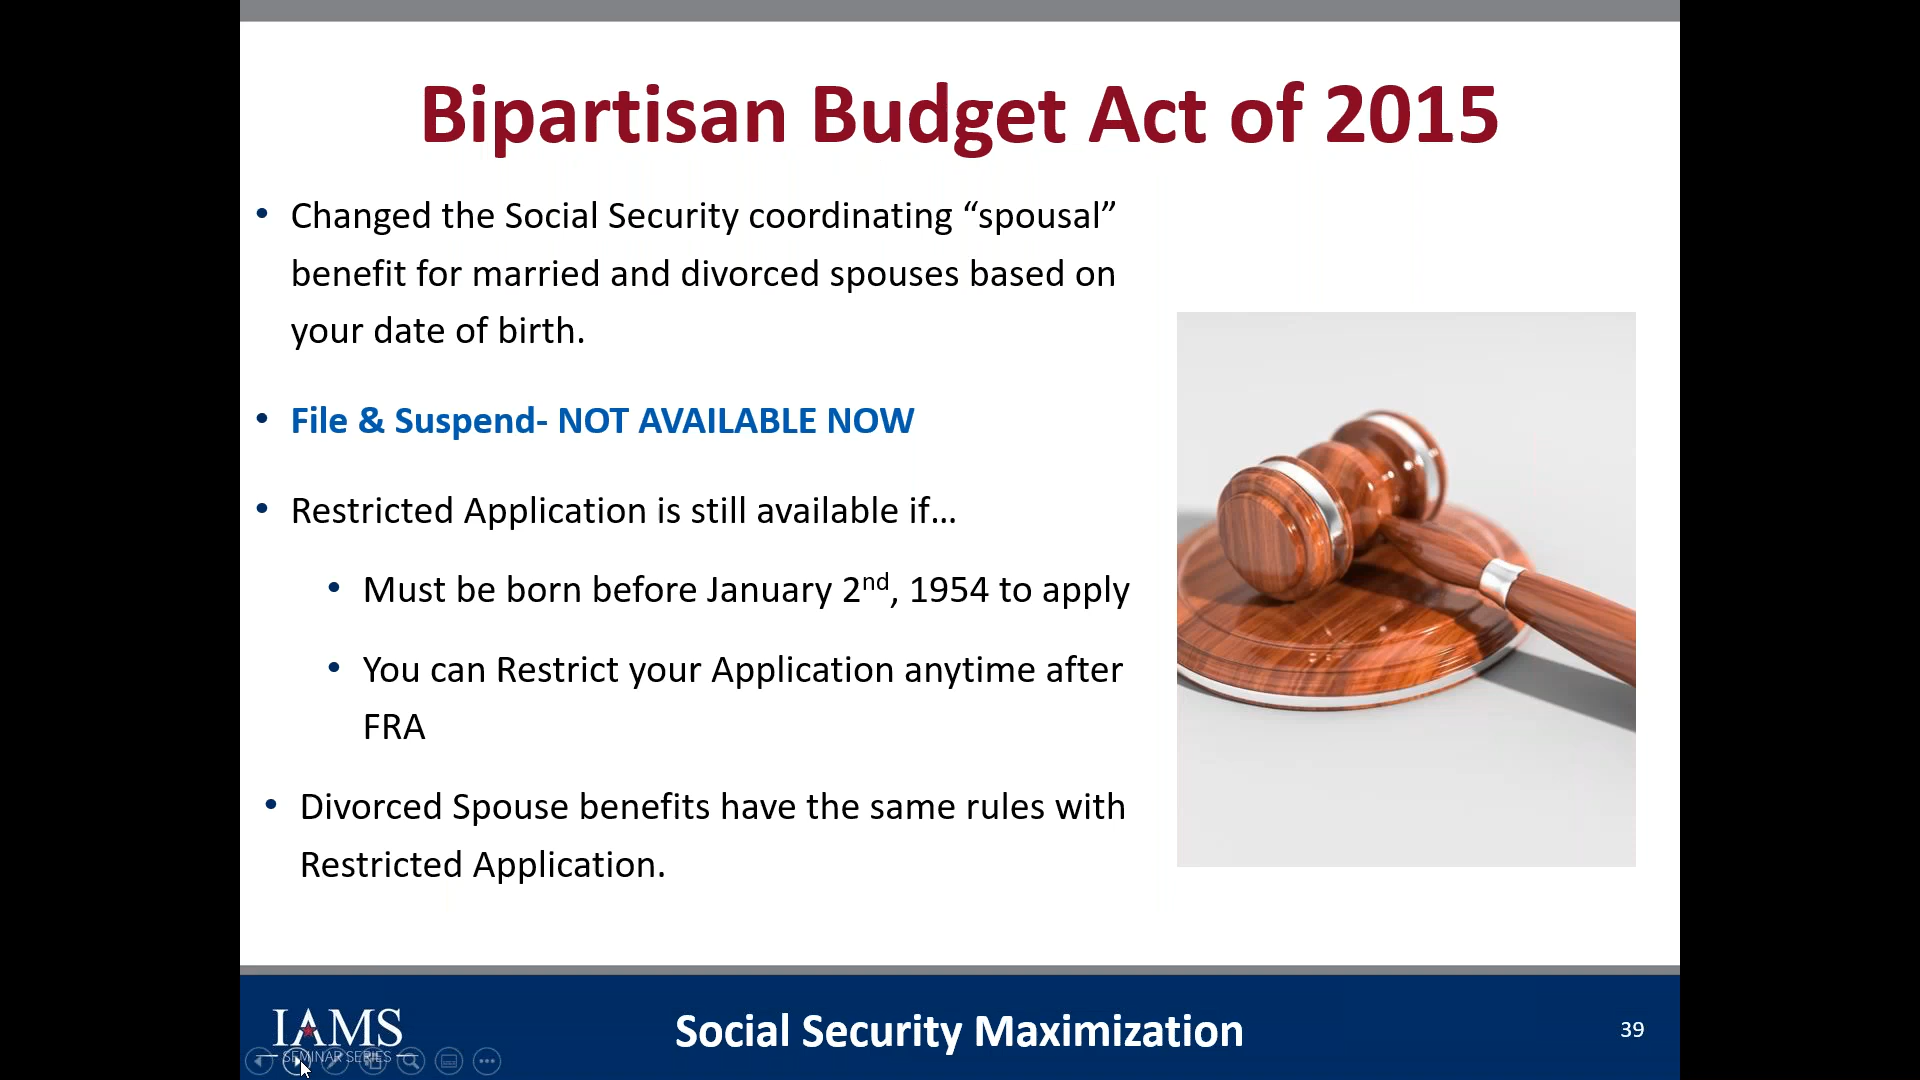 Bipartisan Budget Act of 2015
• Changed the Social Security coordinating “spousal”
benefit for married and divorced spouses based on
your date of birth.
• File & Suspend- NOT AVAILABLE NOW
• Restricted Application is still available if…
• Must be born before January 2nd, 1954 to apply
• You can Restrict your Application anytime after
FRA
• Divorced Spouse benefits have the same rules with
Restricted Application.
IAMS
SEMINAR SERIES
Social Security Maximization
39